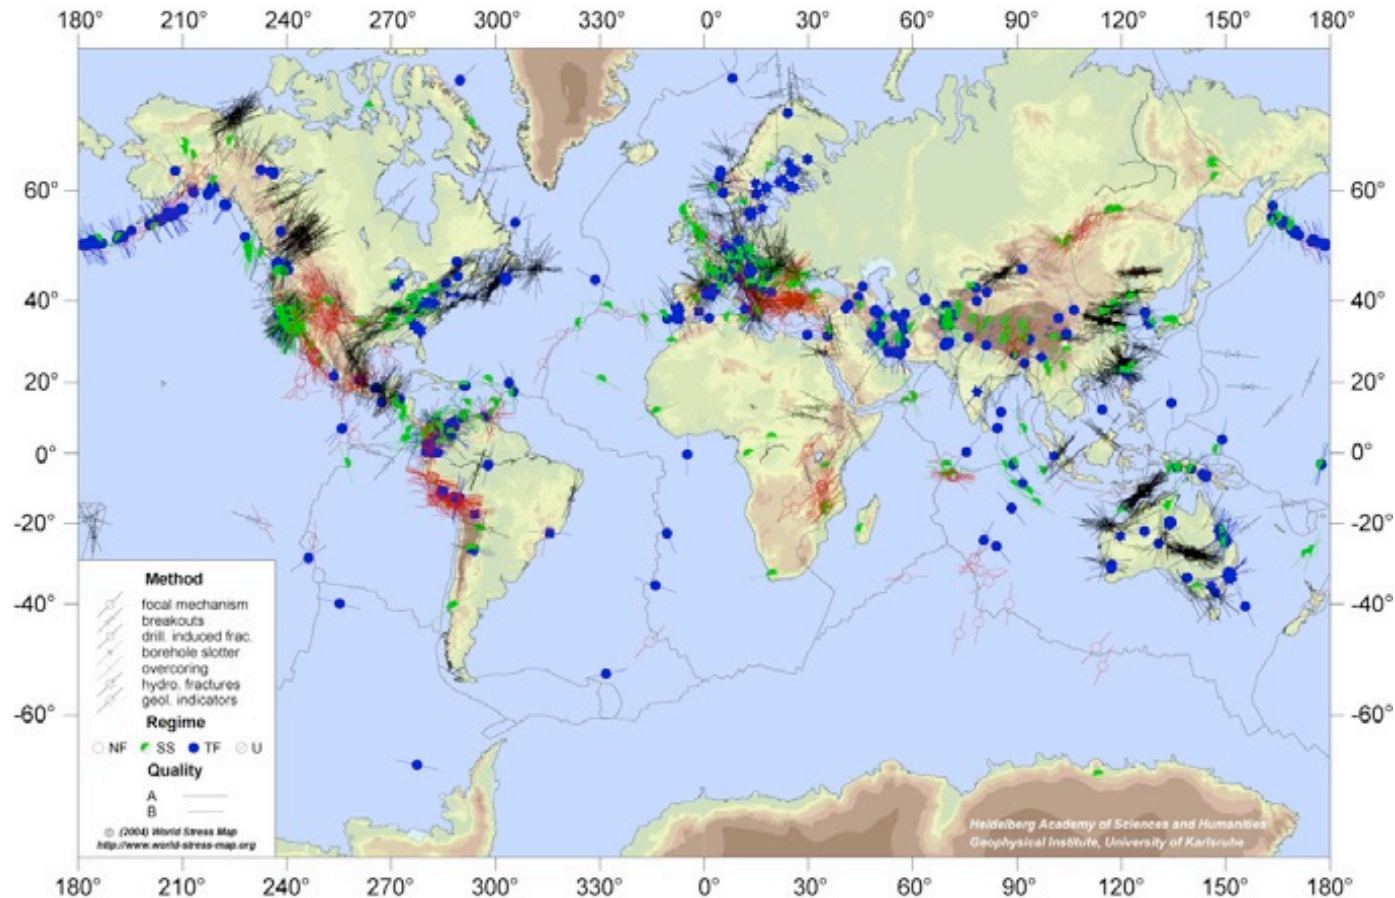 180° 210° 240° 270° 300° 330° 0° 30° 60° 90° 120° 150° 180°
60° 60°
40° 40°
20° 20°
0° 0°
-20° -20°
-40° -40°
-60° -60°
Method
focal mechanism
breakouts
drill. induced frac.
borehole slotter
overcoring
hydro. fractures
geol. indicators
Regime
NF SS TF U
Quality
A
B
© (2004) World Stress Map
http://www.world-stress-map.org
Heidelberg Academy of Sciences and Humanities
Geophysical Institute, University of Karlsruhe
180° 210° 240° 270° 300° 330° 0° 30° 60° 90° 120° 150° 180°